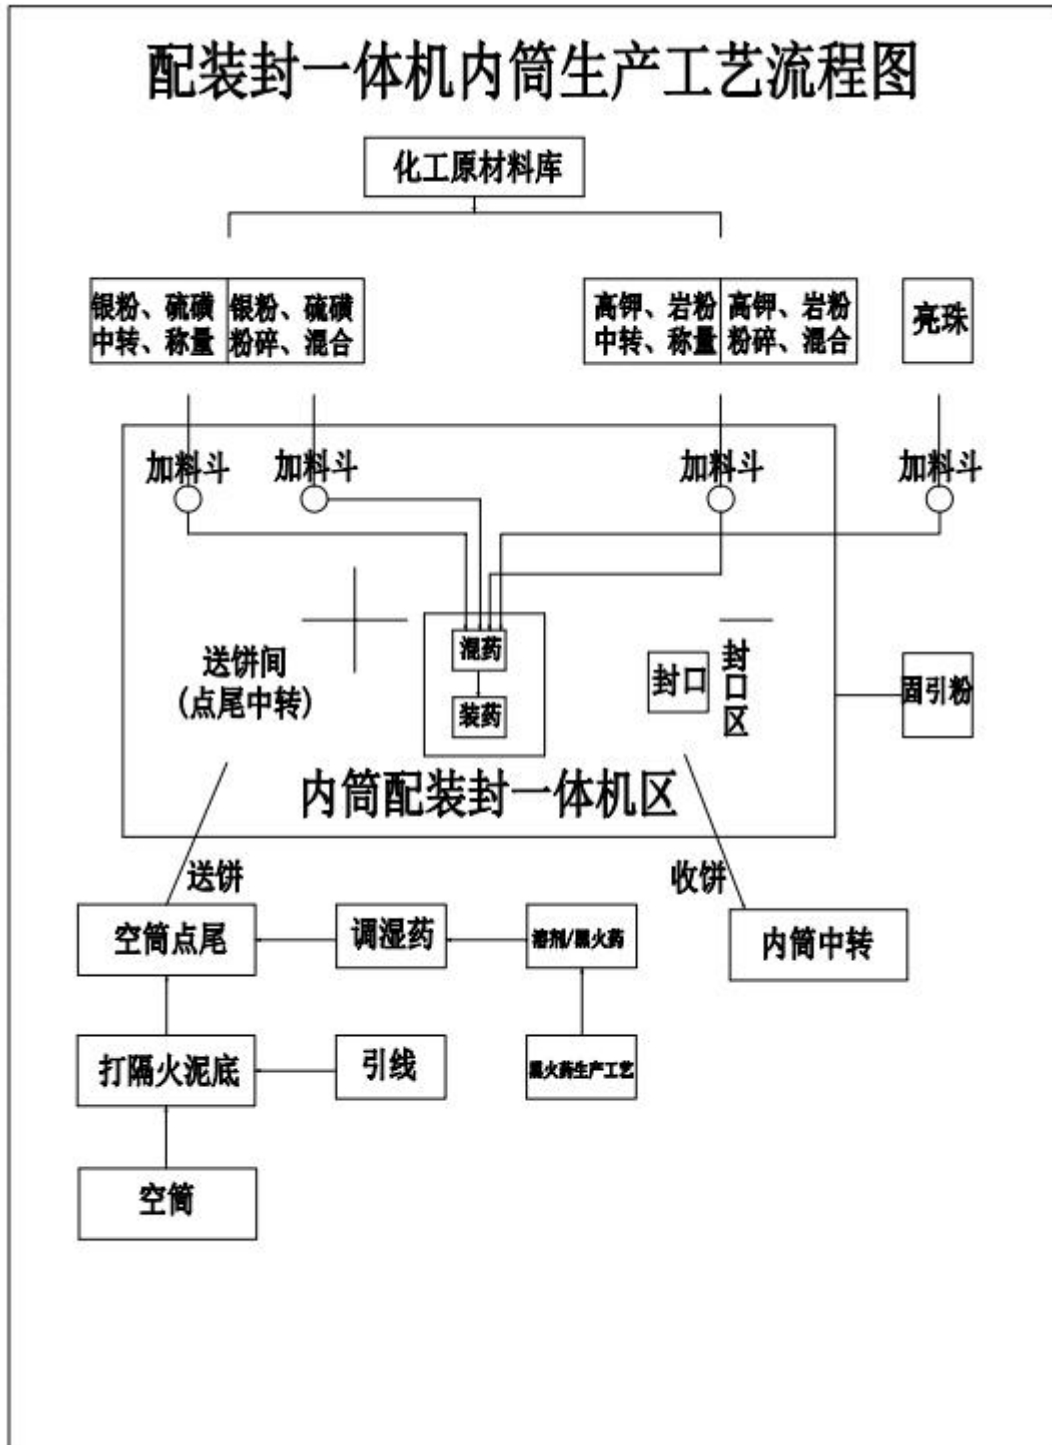 配装封一体机内筒生产工艺流程图
化工原材料库
银粉、硫磺
中转、称量
银粉、硫磺
粉碎、混合
高钾、岩粉
中转、称量
高钾、岩粉
粉碎、混合
亮珠
加料斗
加料斗
加料斗
加料斗
送饼间
(点尾中转)
混药
装药
封口
封口区
固引粉
内筒配装封一体机区
送饼
收饼
空筒点尾
调湿药
溶剂/黑火药
内筒中转
打隔火泥底
引线
黑火药生产工艺
空筒